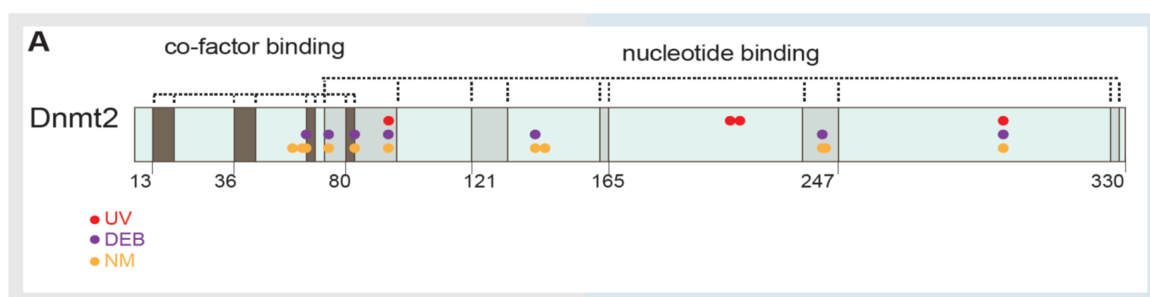 A
co-factor binding
nucleotide binding
Dnmt2
13 36 80 121 165 247 330
UV
DEB
NM